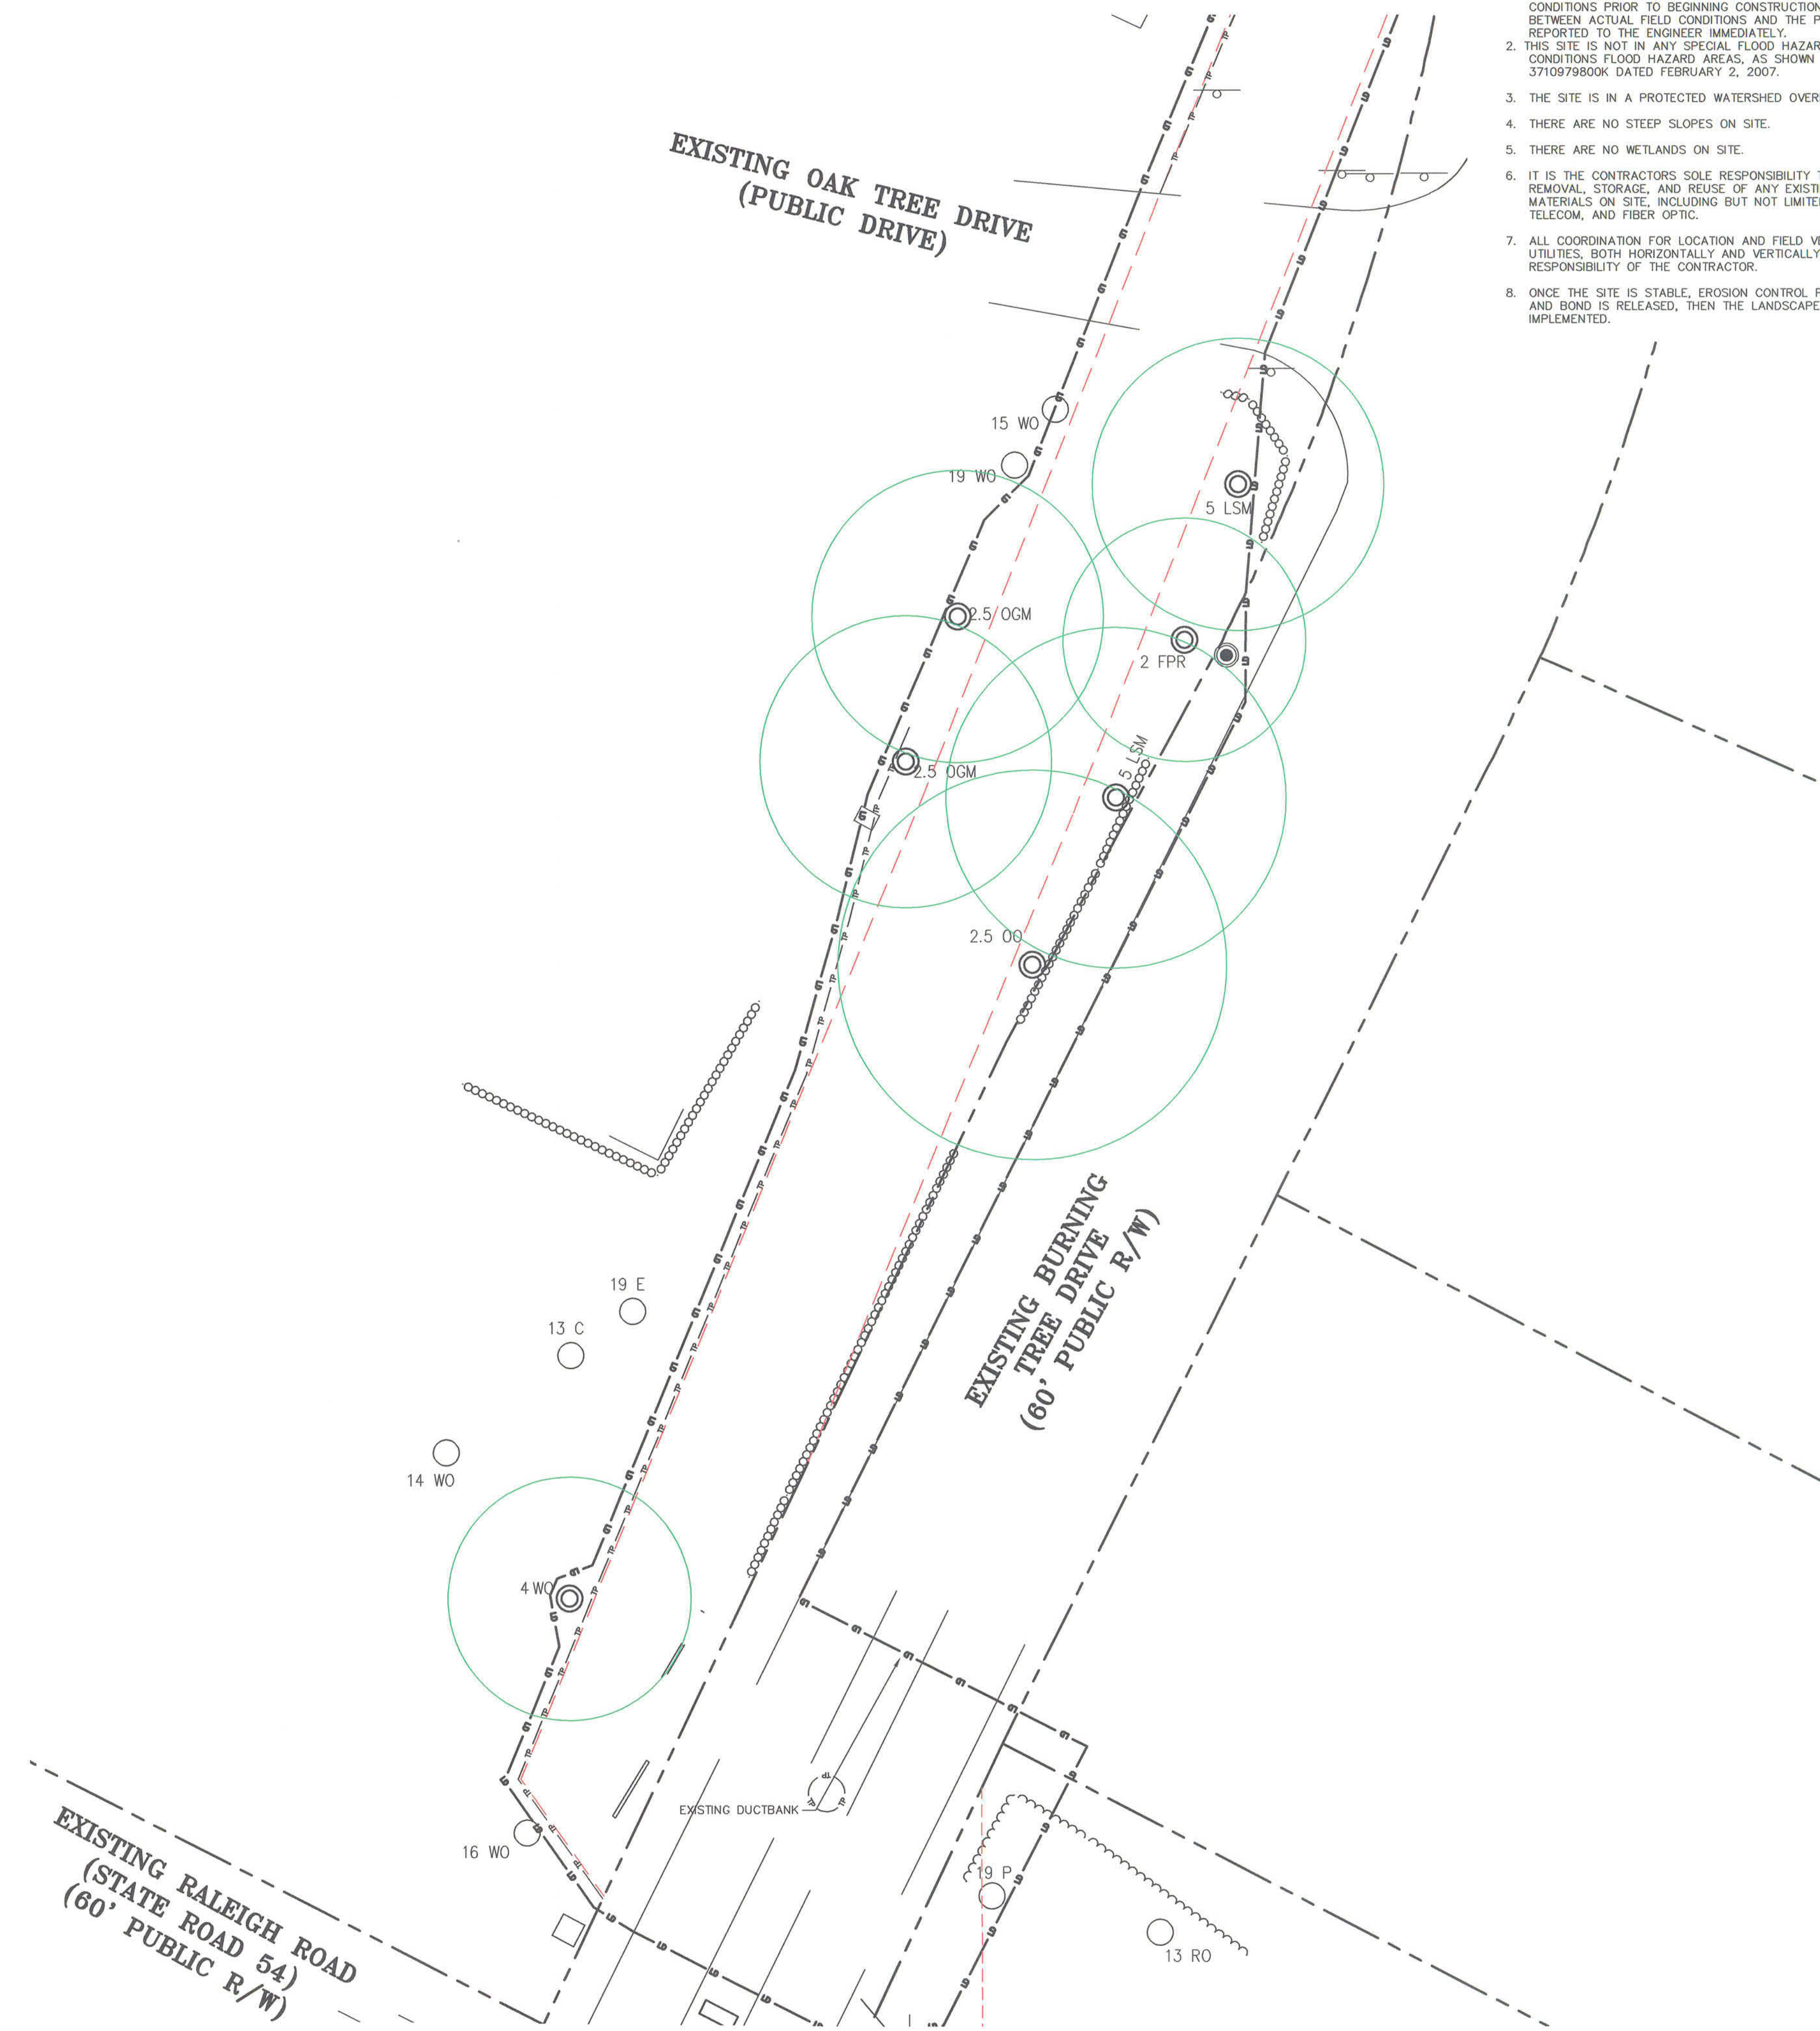 CONDITIONS PRIOR TO BEGINNING CONSTRUCTION
BETWEEN ACTUAL FIELD CONDITIONS AND THE P
REPORTED TO THE ENGINEER IMMEDIATELY.
2. THIS SITE IS NOT IN ANY SPECIAL FLOOD HAZAR
CONDITIONS FLOOD HAZARD AREAS, AS SHOWN
3710979800K DATED FEBRUARY 2, 2007.
3. THE SITE IS IN A PROTECTED WATERSHED OVER
4. THERE ARE NO STEEP SLOPES ON SITE.
5. THERE ARE NO WETLANDS ON SITE.
6. IT IS THE CONTRACTORS SOLE RESPONSIBILITY T
REMOVAL, STORAGE, AND REUSE OF ANY EXISTI
MATERIALS ON SITE, INCLUDING BUT NOT LIMITE
TELECOM, AND FIBER OPTIC.
7. ALL COORDINATION FOR LOCATION AND FIELD VE
UTILITIES, BOTH HORIZONTALLY AND VERTICALLY
RESPONSIBILITY OF THE CONTRACTOR.
8. ONCE THE SITE IS STABLE, EROSION CONTROL P
AND BOND IS RELEASED, THEN THE LANDSCAPE
IMPLEMENTED.
EXISTING OAK TREE DRIVE
(PUBLIC DRIVE)
15 WO
19 WO
5 LSM
2.5 OGM
2 FPR
2.5 OGM
5 LSM
2.5 OO
EXISTING BURNING
TREE DRIVE
(60' PUBLIC R/W)
19 E
13 C
14 WO
4 WO
EXISTING DUCTBANK
16 WO
19 P
13 RO
EXISTING RALEIGH ROAD
(STATE ROAD 54)
(60' PUBLIC R/W)